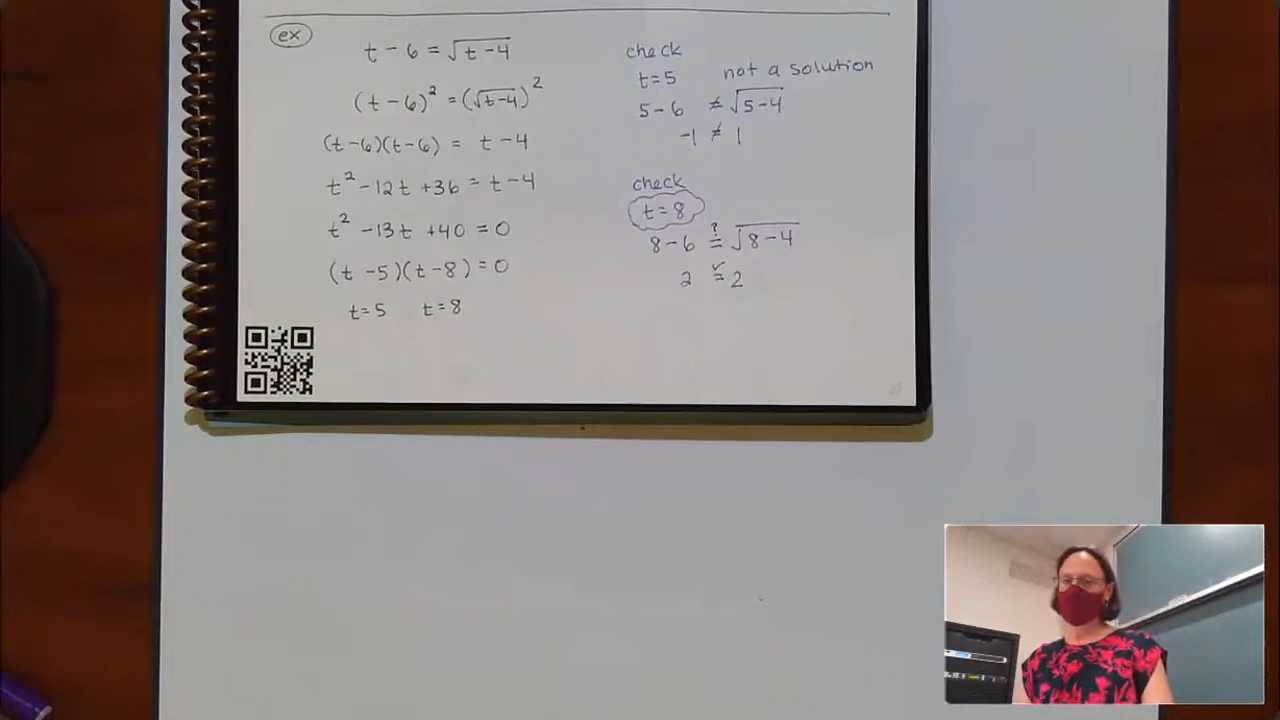 ex
t - 6 = √t-4
(t - 6)² = (√t-4)²
(t - 6)(t - 6) = t - 4
t² - 12t + 36 = t - 4
t² - 13t + 40 = 0
(t - 5)(t - 8) = 0
t = 5 t = 8
check
t = 5 not a solution
5 - 6 ≠ √5-4
-1 ≠ 1
check
t = 8
8 - 6 ≟ √8-4
2 = 2